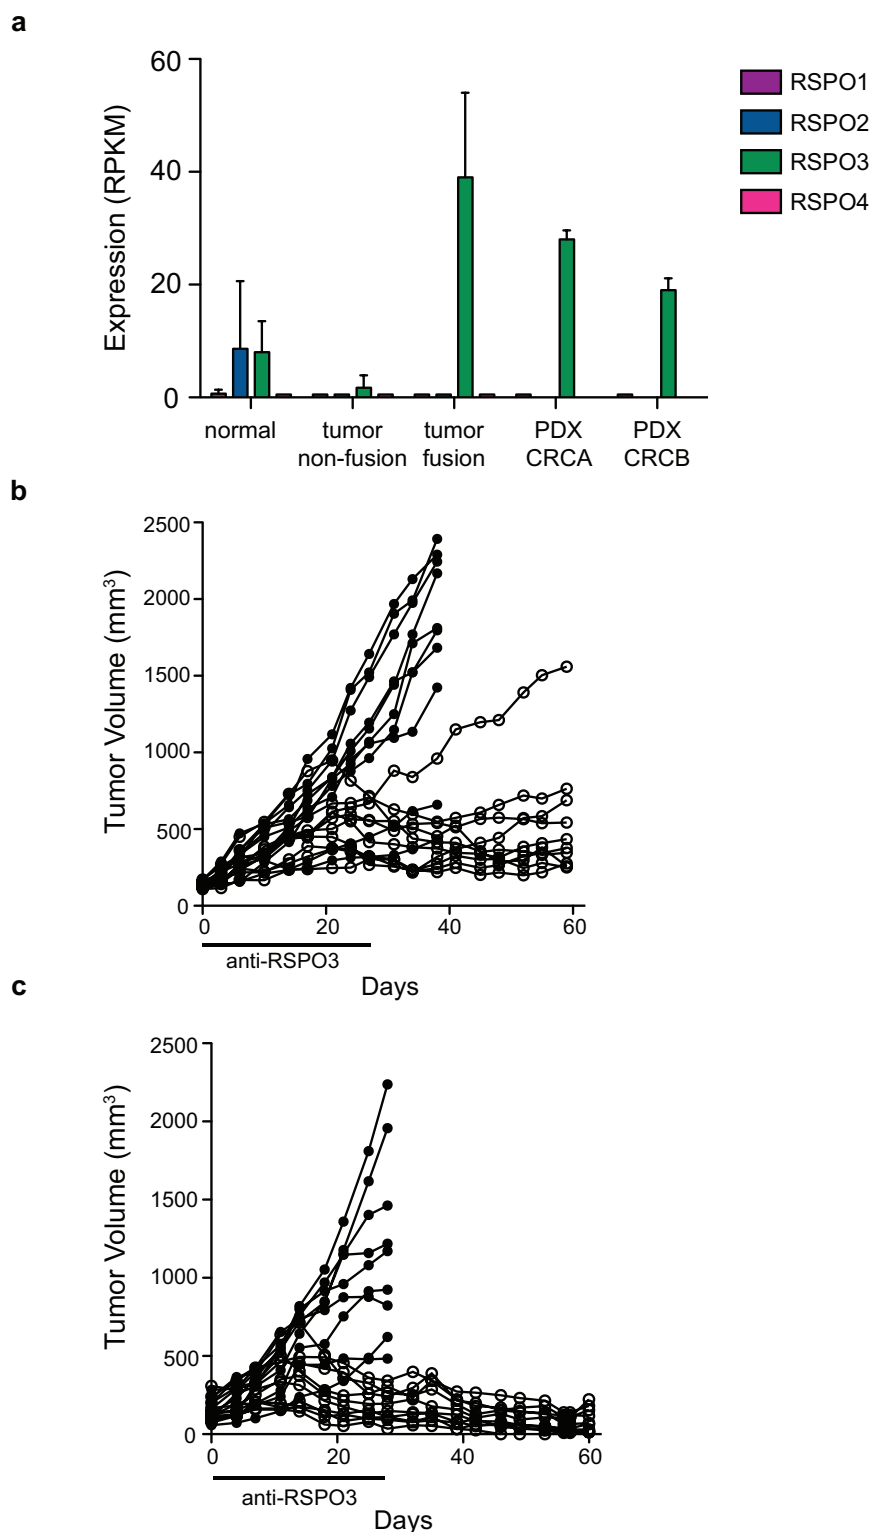 a
60
40
20
0
Expression (RPKM)
RSPO1
RSPO2
RSPO3
RSPO4
normal
tumor
non-fusion
tumor
fusion
PDX
CRCA
PDX
CRCB
b
2500
2000
1500
1000
500
0
Tumor Volume (mm³)
0 20 40 60
anti-RSPO3
Days
c
2500
2000
1500
1000
500
0
Tumor Volume (mm³)
0 20 40 60
anti-RSPO3
Days